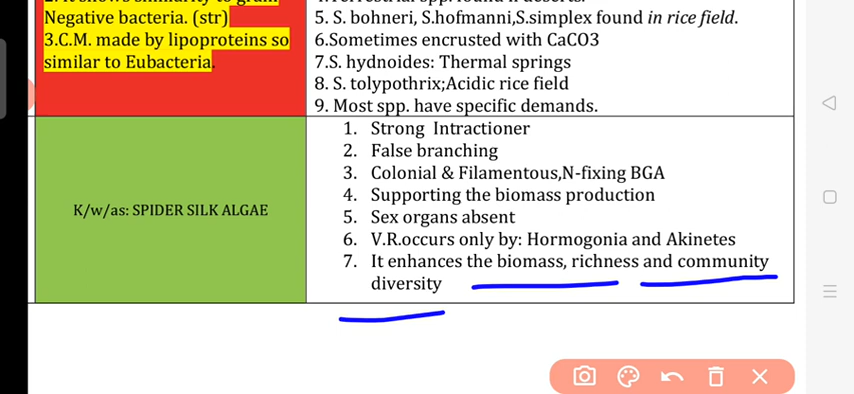 Negative bacteria. (str)
3.C.M. made by lipoproteins so
similar to Eubacteria.
5. S. bohneri, S.hofmanni,S.simplex found in rice field.
6.Sometimes encrusted with CaCO3
7.S. hydnoides: Thermal springs
8. S. tolypothrix;Acidic rice field
9. Most spp. have specific demands.
K/w/as: SPIDER SILK ALGAE
1. Strong Intractioner
2. False branching
3. Colonial & Filamentous,N-fixing BGA
4. Supporting the biomass production
5. Sex organs absent
6. V.R.occurs only by: Hormogonia and Akinetes
7. It enhances the biomass, richness and community
diversity